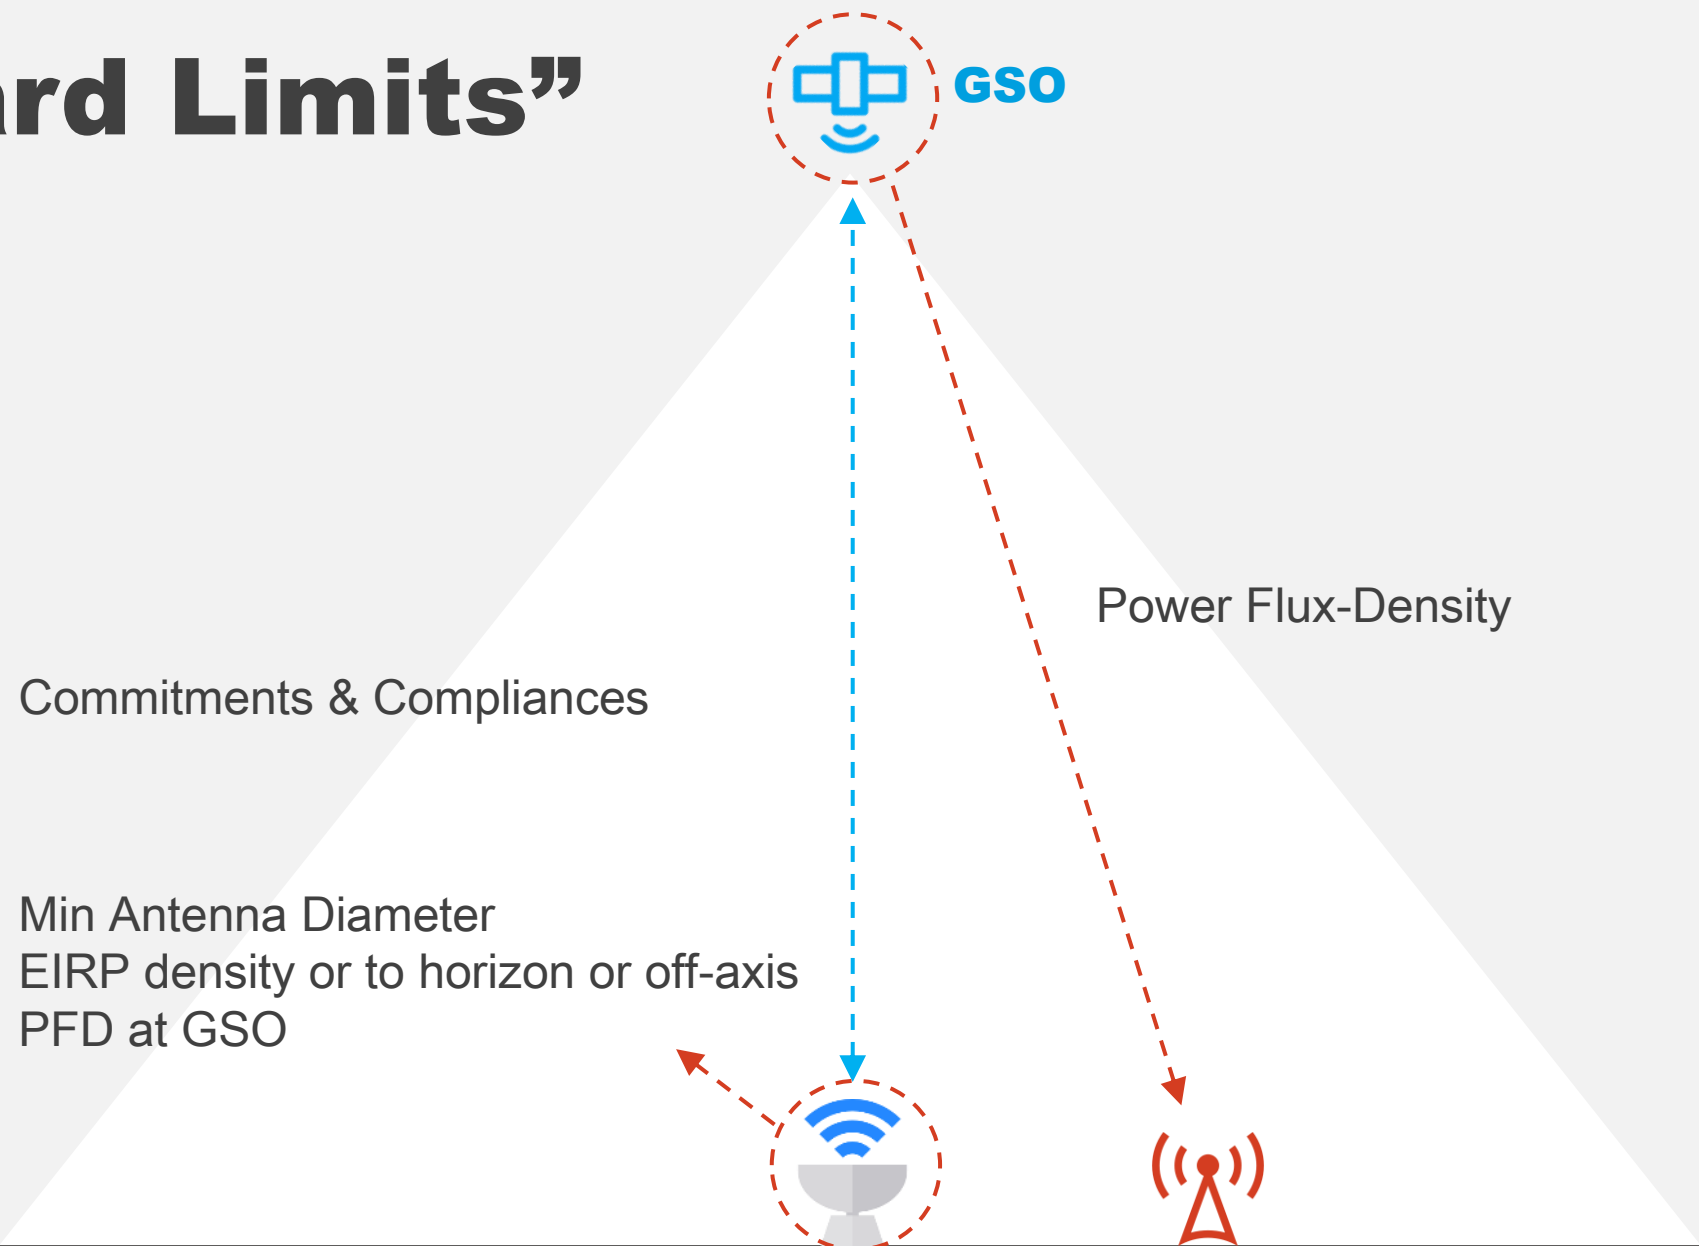 ard Limits”
GSO
Power Flux-Density
Commitments & Compliances
Min Antenna Diameter
EIRP density or to horizon or off-axis
PFD at GSO